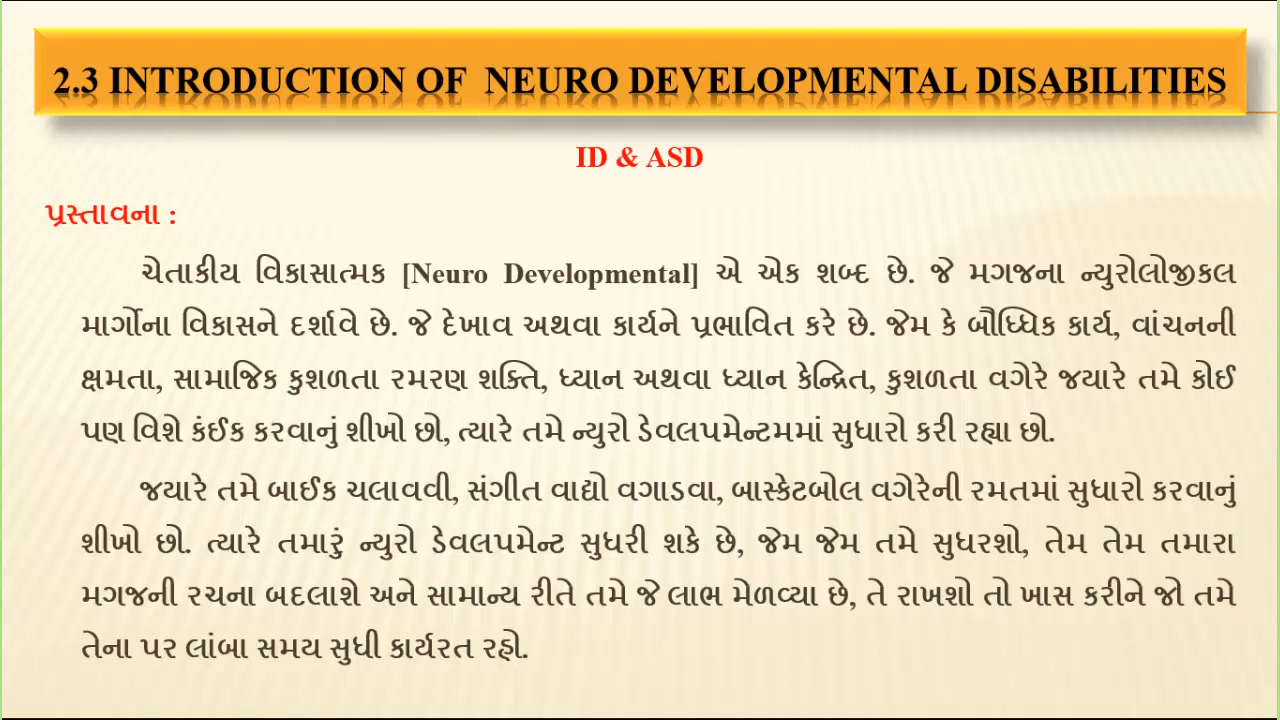 2.3 INTRODUCTION OF NEURO DEVELOPMENTAL DISABILITIES
ID & ASD
પ્રસ્તાવના :
ચેતાકીય વિકાસાત્મક [Neuro Developmental] એ એક શબ્દ છે. જે મગજના ન્યુરોલોજીકલ
માર્ગોના વિકાસને દર્શાવે છે. જે દેખાવ અથવા કાર્યને પ્રભાવિત કરે છે. જેમ કે બૌધ્ધિક કાર્ય, વાંચનની
ક્ષમતા, સામાજિક કુશળતા રમરણ શક્તિ, ધ્યાન અથવા ધ્યાન કેન્દ્રિત, કુશળતા વગેરે જયારે તમે કોઈ
પણ વિશે કંઈક કરવાનું શીખો છો, ત્યારે તમે ન્યુરો ડેવલપમેન્ટમમાં સુધારો કરી રહ્યા છો.
જયારે તમે બાઈક ચલાવવી, સંગીત વાદ્યો વગાડવા, બાસ્કેટબોલ વગેરેની રમતમાં સુધારો કરવાનું
શીખો છો. ત્યારે તમારું ન્યુરો ડેવલપમેન્ટ સુધરી શકે છે, જેમ જેમ તમે સુધરશો, તેમ તેમ તમારા
મગજની રચના બદલાશે અને સામાન્ય રીતે તમે જે લાભ મેળવ્યા છે, તે રાખશો તો ખાસ કરીને જો તમે
તેના પર લાંબા સમય સુધી કાર્યરત રહો.